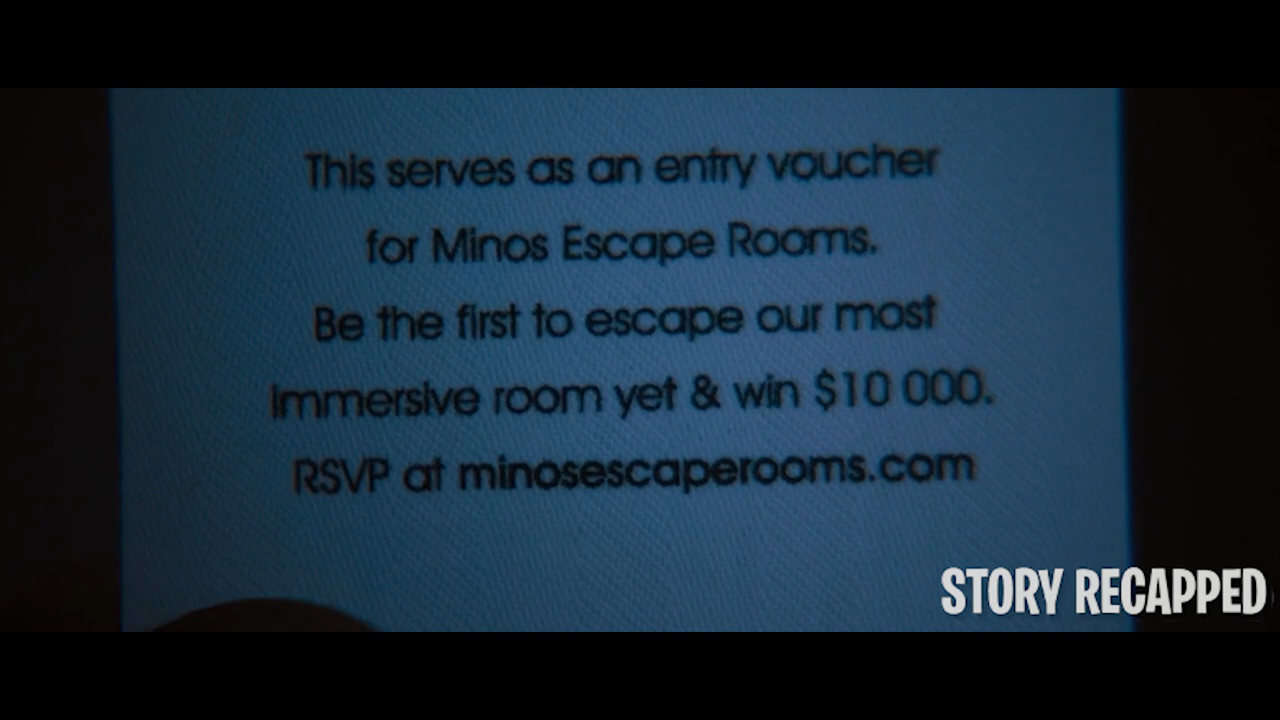 This serves as an entry voucher
for Minos Escape Rooms.
Be the first to escape our most
immersive room yet & win $10 000.
RSVP at minosescaperooms.com
STORY RECAPPED